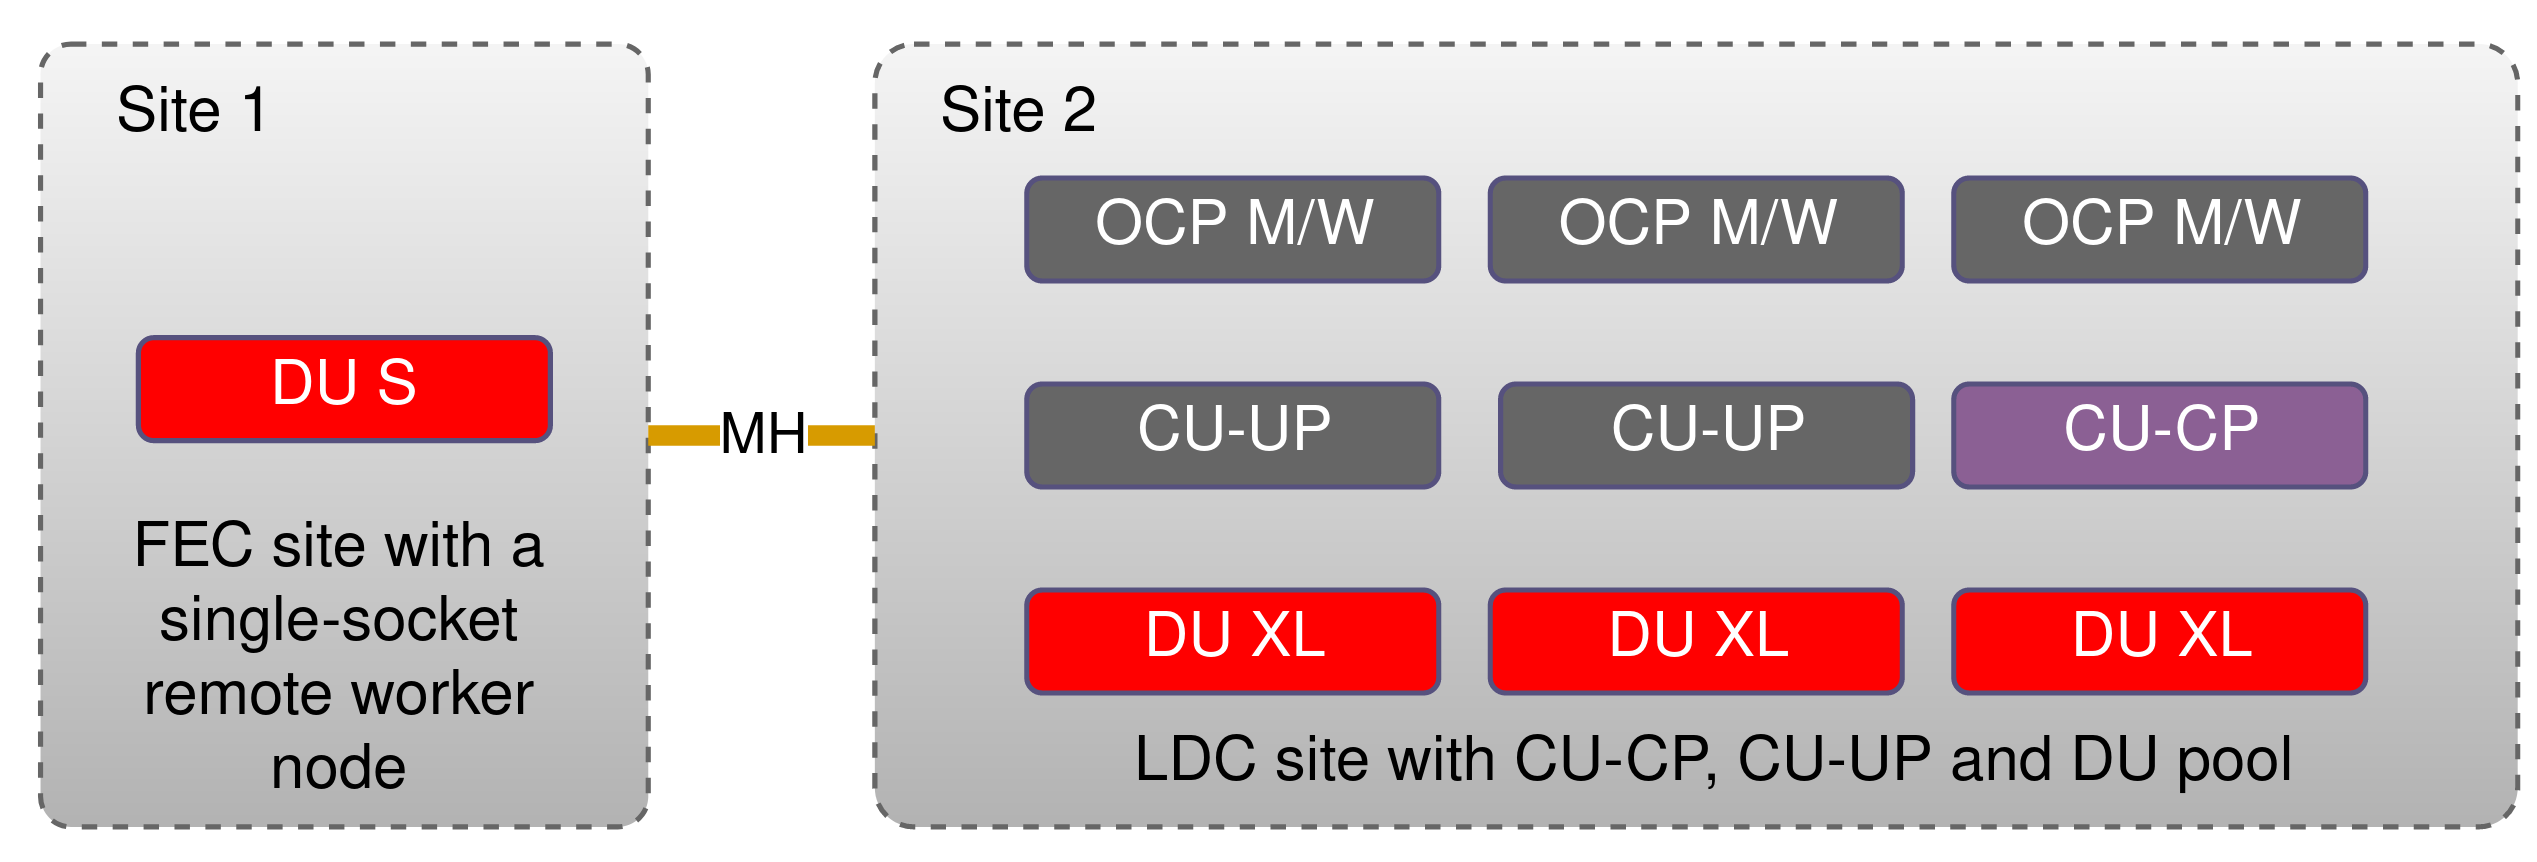 Site 1
DU S
FEC site with a
single-socket
remote worker
node
MH
Site 2
OCP M/W
OCP M/W
OCP M/W
CU-UP
CU-UP
CU-CP
DU XL
DU XL
DU XL
LDC site with CU-CP, CU-UP and DU pool